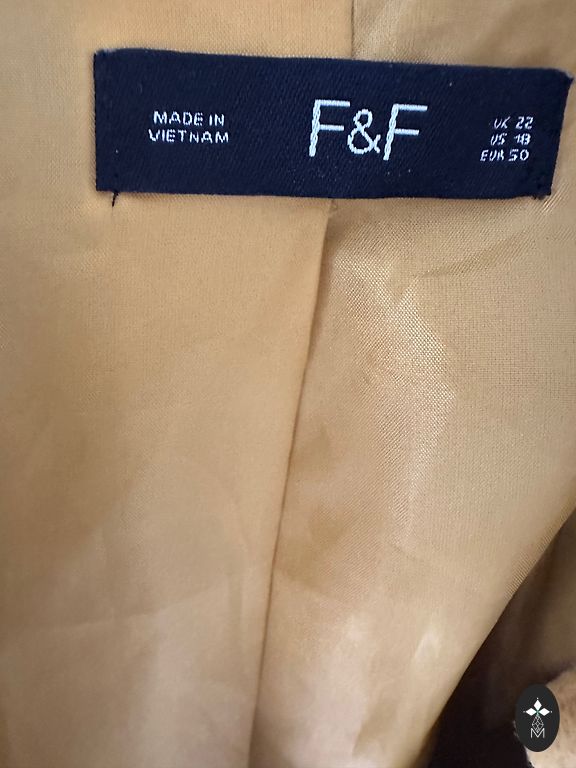 MADE IN
VIETNAM
F&F
UK 22
US 18
EUR 50
M